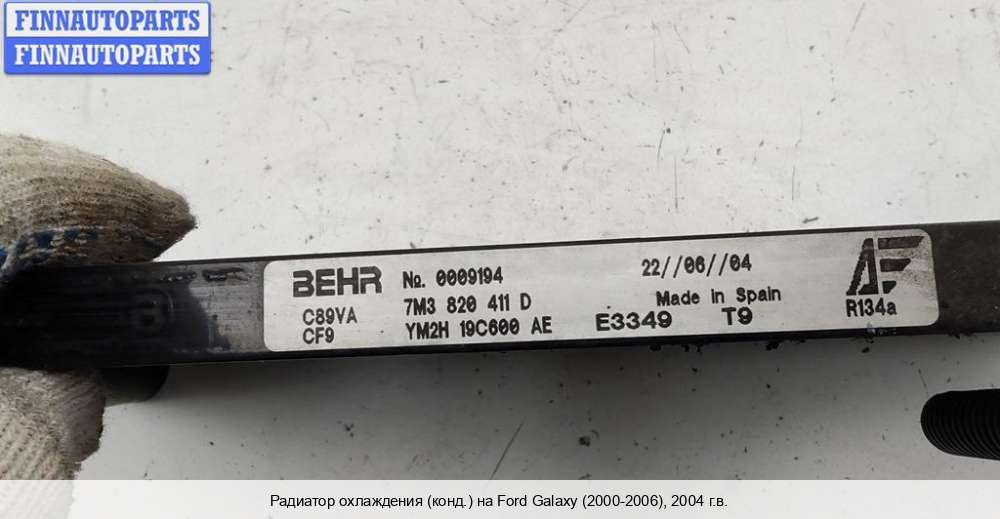 FINNAUTOPARTS
FINNAUTOPARTS
BEHR No. 0009194 22//06//04
C89VA 7M3 820 411 D Made in Spain
CF9 YM2H 19C600 AE E3349 T9 R134a
Радиатор охлаждения (конд.) на Ford Galaxy (2000-2006), 2004 г.в.